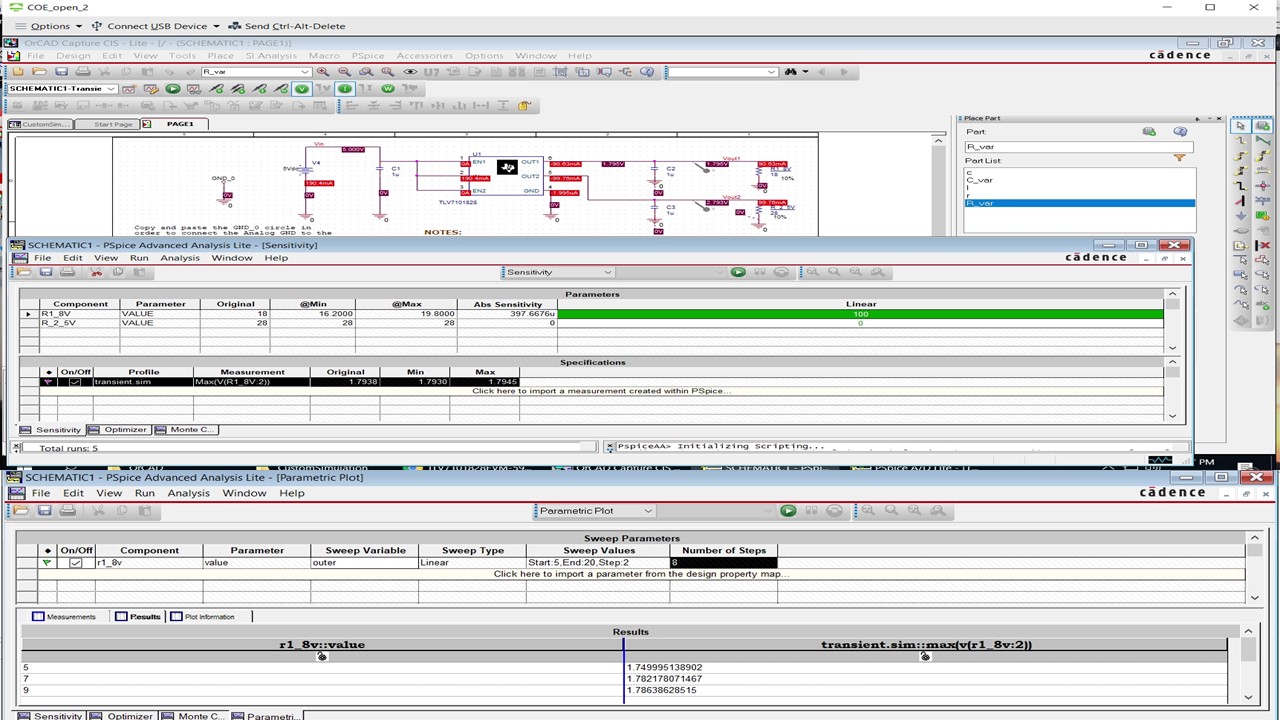 COE_open_2
Options Connect USB Device Send Ctrl-Alt-Delete
OrCAD Capture CIS - Lite - [/ - (SCHEMATIC1 : PAGE1)]
File Design Edit View Tools Place SI Analysis Macro PSpice Accessories Options Window Help cādence
R_var U?
SCHEMATIC1-Transie
CustomSim... Start Page PAGE1
Place Part
Part:
R_var
Part List:
c
C_var
r
R_var
Vin
5.000V
U1
5Vdc V4
190.4mA
C1
1u
EN1 OUT1
OUT2
EN2 GND
TLV7101828
190.4mA
-90.63mA
-99.76mA
1.795V
C2
1u
1.795V
Vout1
90.63mA
10%
2.793V
Vout2
99.76mA
C3
1u
0V
28
10%
GND_0
0V
0
Copy and paste the GND_0 circle in
order to connect the Analog GND to the
NOTES:
SCHEMATIC1 - PSpice Advanced Analysis Lite - [Sensitivity]
File Edit View Run Analysis Window Help cādence
Sensitivity
Parameters
Component Parameter Original @Min @Max Abs Sensitivity Linear
R1_8V VALUE 18 16.2000 19.8000 397.6676u 100
R_2_5V VALUE 28 28 28 0 0
Specifications
On/Off Profile Measurement Original Min Max
transient.sim Max(V(R1_8V:2)) 1.7938 1.7930 1.7945
Click here to import a measurement created within PSpice...
Sensitivity Optimizer Monte C...
Total runs: 5 PspiceAA> Initializing Scripting...
PM
SCHEMATIC1 - PSpice Advanced Analysis Lite - [Parametric Plot]
File Edit View Run Analysis Window Help cādence
Parametric Plot
Sweep Parameters
On/Off Component Parameter Sweep Variable Sweep Type Sweep Values Number of Steps
r1_8v value outer Linear Start:5,End:20,Step:2 8
Click here to import a parameter from the design property map...
Measurements Results Plot Information
Results
r1_8v::value transient.sim::max(v(r1_8v:2))
5 1.749995138902
7 1.782178071467
9 1.78638628515
Sensitivity Optimizer Monte C... Parametri...